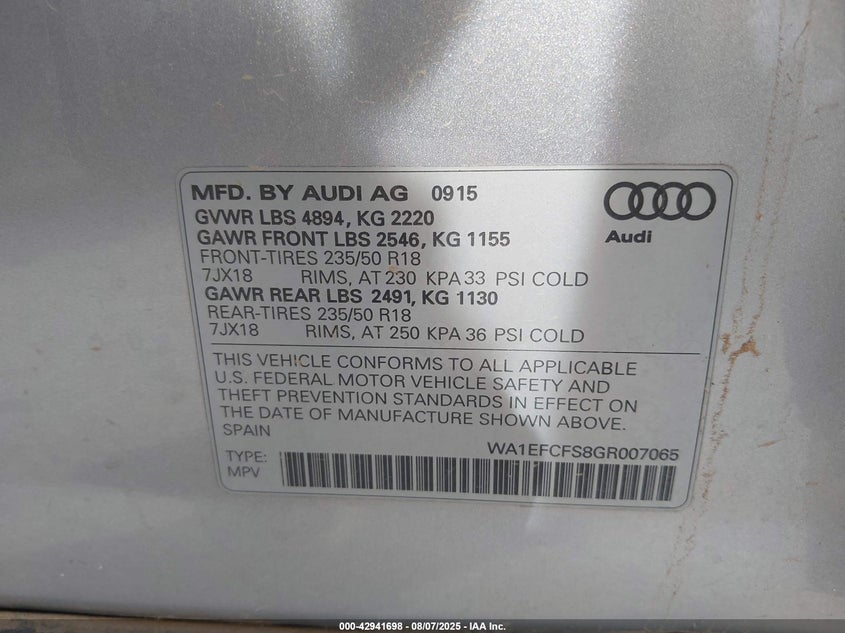 MFD. BY AUDI AG 0915
GVWR LBS 4894, KG 2220
GAWR FRONT LBS 2546, KG 1155
FRONT-TIRES 235/50 R18
7JX18 RIMS, AT 230 KPA 33 PSI COLD
GAWR REAR LBS 2491, KG 1130
REAR-TIRES 235/50 R18
7JX18 RIMS, AT 250 KPA 36 PSI COLD
Audi
THIS VEHICLE CONFORMS TO ALL APPLICABLE
U.S. FEDERAL MOTOR VEHICLE SAFETY AND
THEFT PREVENTION STANDARDS IN EFFECT ON
THE DATE OF MANUFACTURE SHOWN ABOVE.
SPAIN
WA1EFCFS8GR007065
TYPE:
MPV
000-42941698 - 08/07/2025 - IAA Inc.